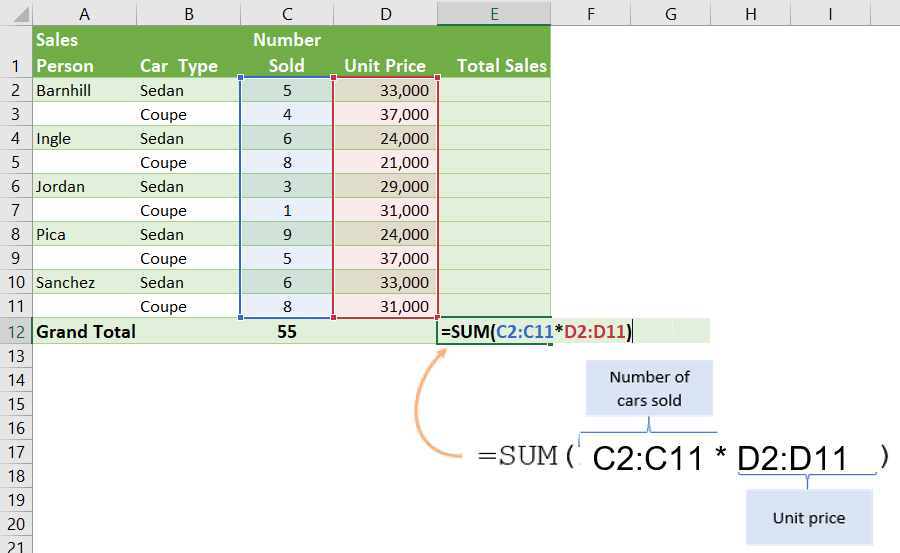 A B C D E F G H I
Sales Number
1 Person Car Type Sold Unit Price Total Sales
2 Barnhill Sedan 5 33,000
3 Coupe 4 37,000
4 Ingle Sedan 6 24,000
5 Coupe 8 21,000
6 Jordan Sedan 3 29,000
7 Coupe 1 31,000
8 Pica Sedan 9 24,000
9 Coupe 5 37,000
10 Sanchez Sedan 6 33,000
11 Coupe 8 31,000
12 Grand Total 55 =SUM(C2:C11*D2:D11)
13
14
15
16
17
18
19
20
21
Number of
cars sold
=SUM( C2:C11 * D2:D11 )
Unit price